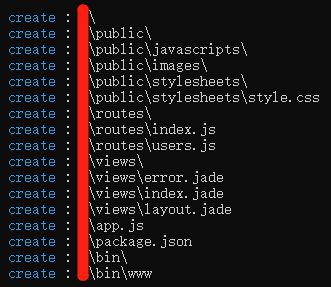 create : \
create : \public\
create : \public\javascripts\
create : \public\images\
create : \public\stylesheets\
create : \public\stylesheets\style.css
create : \routes\
create : \routes\index.js
create : \routes\users.js
create : \views\
create : \views\error.jade
create : \views\index.jade
create : \views\layout.jade
create : \app.js
create : \package.json
create : \bin\
create : \bin\www